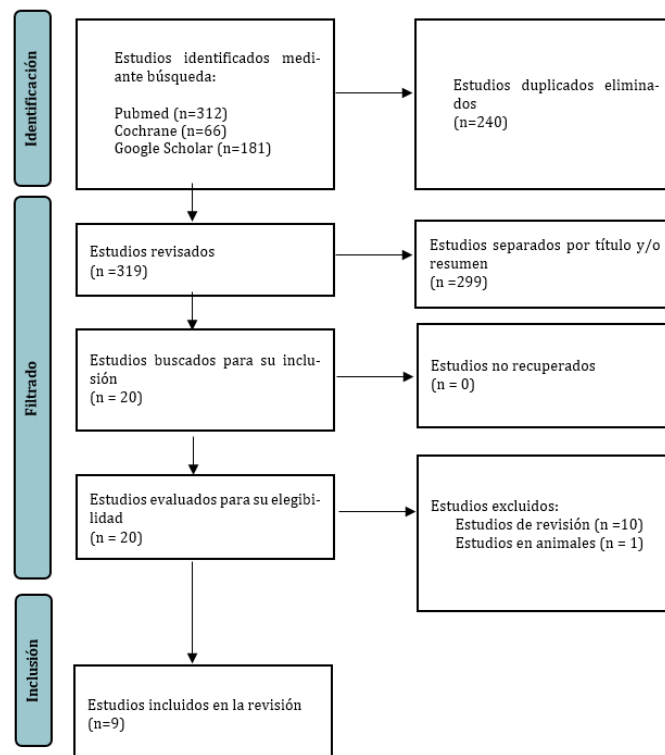 Identificación
Estudios identificados medi-
ante búsqueda:
Pubmed (n=312)
Cochrane (n=66)
Google Scholar (n=181)
Estudios duplicados elimina-
dos
(n=240)
Filtrado
Estudios revisados
(n =319)
Estudios separados por título y/o
resumen
(n =299)
Estudios buscados para su inclu-
sión
(n = 20)
Estudios no recuperados
(n = 0)
Estudios evaluados para su elegibi-
lidad
(n = 20)
Estudios excluidos:
Estudios de revisión (n =10)
Estudios en animales (n = 1)
Inclusión
Estudios incluidos en la revisión
(n=9)